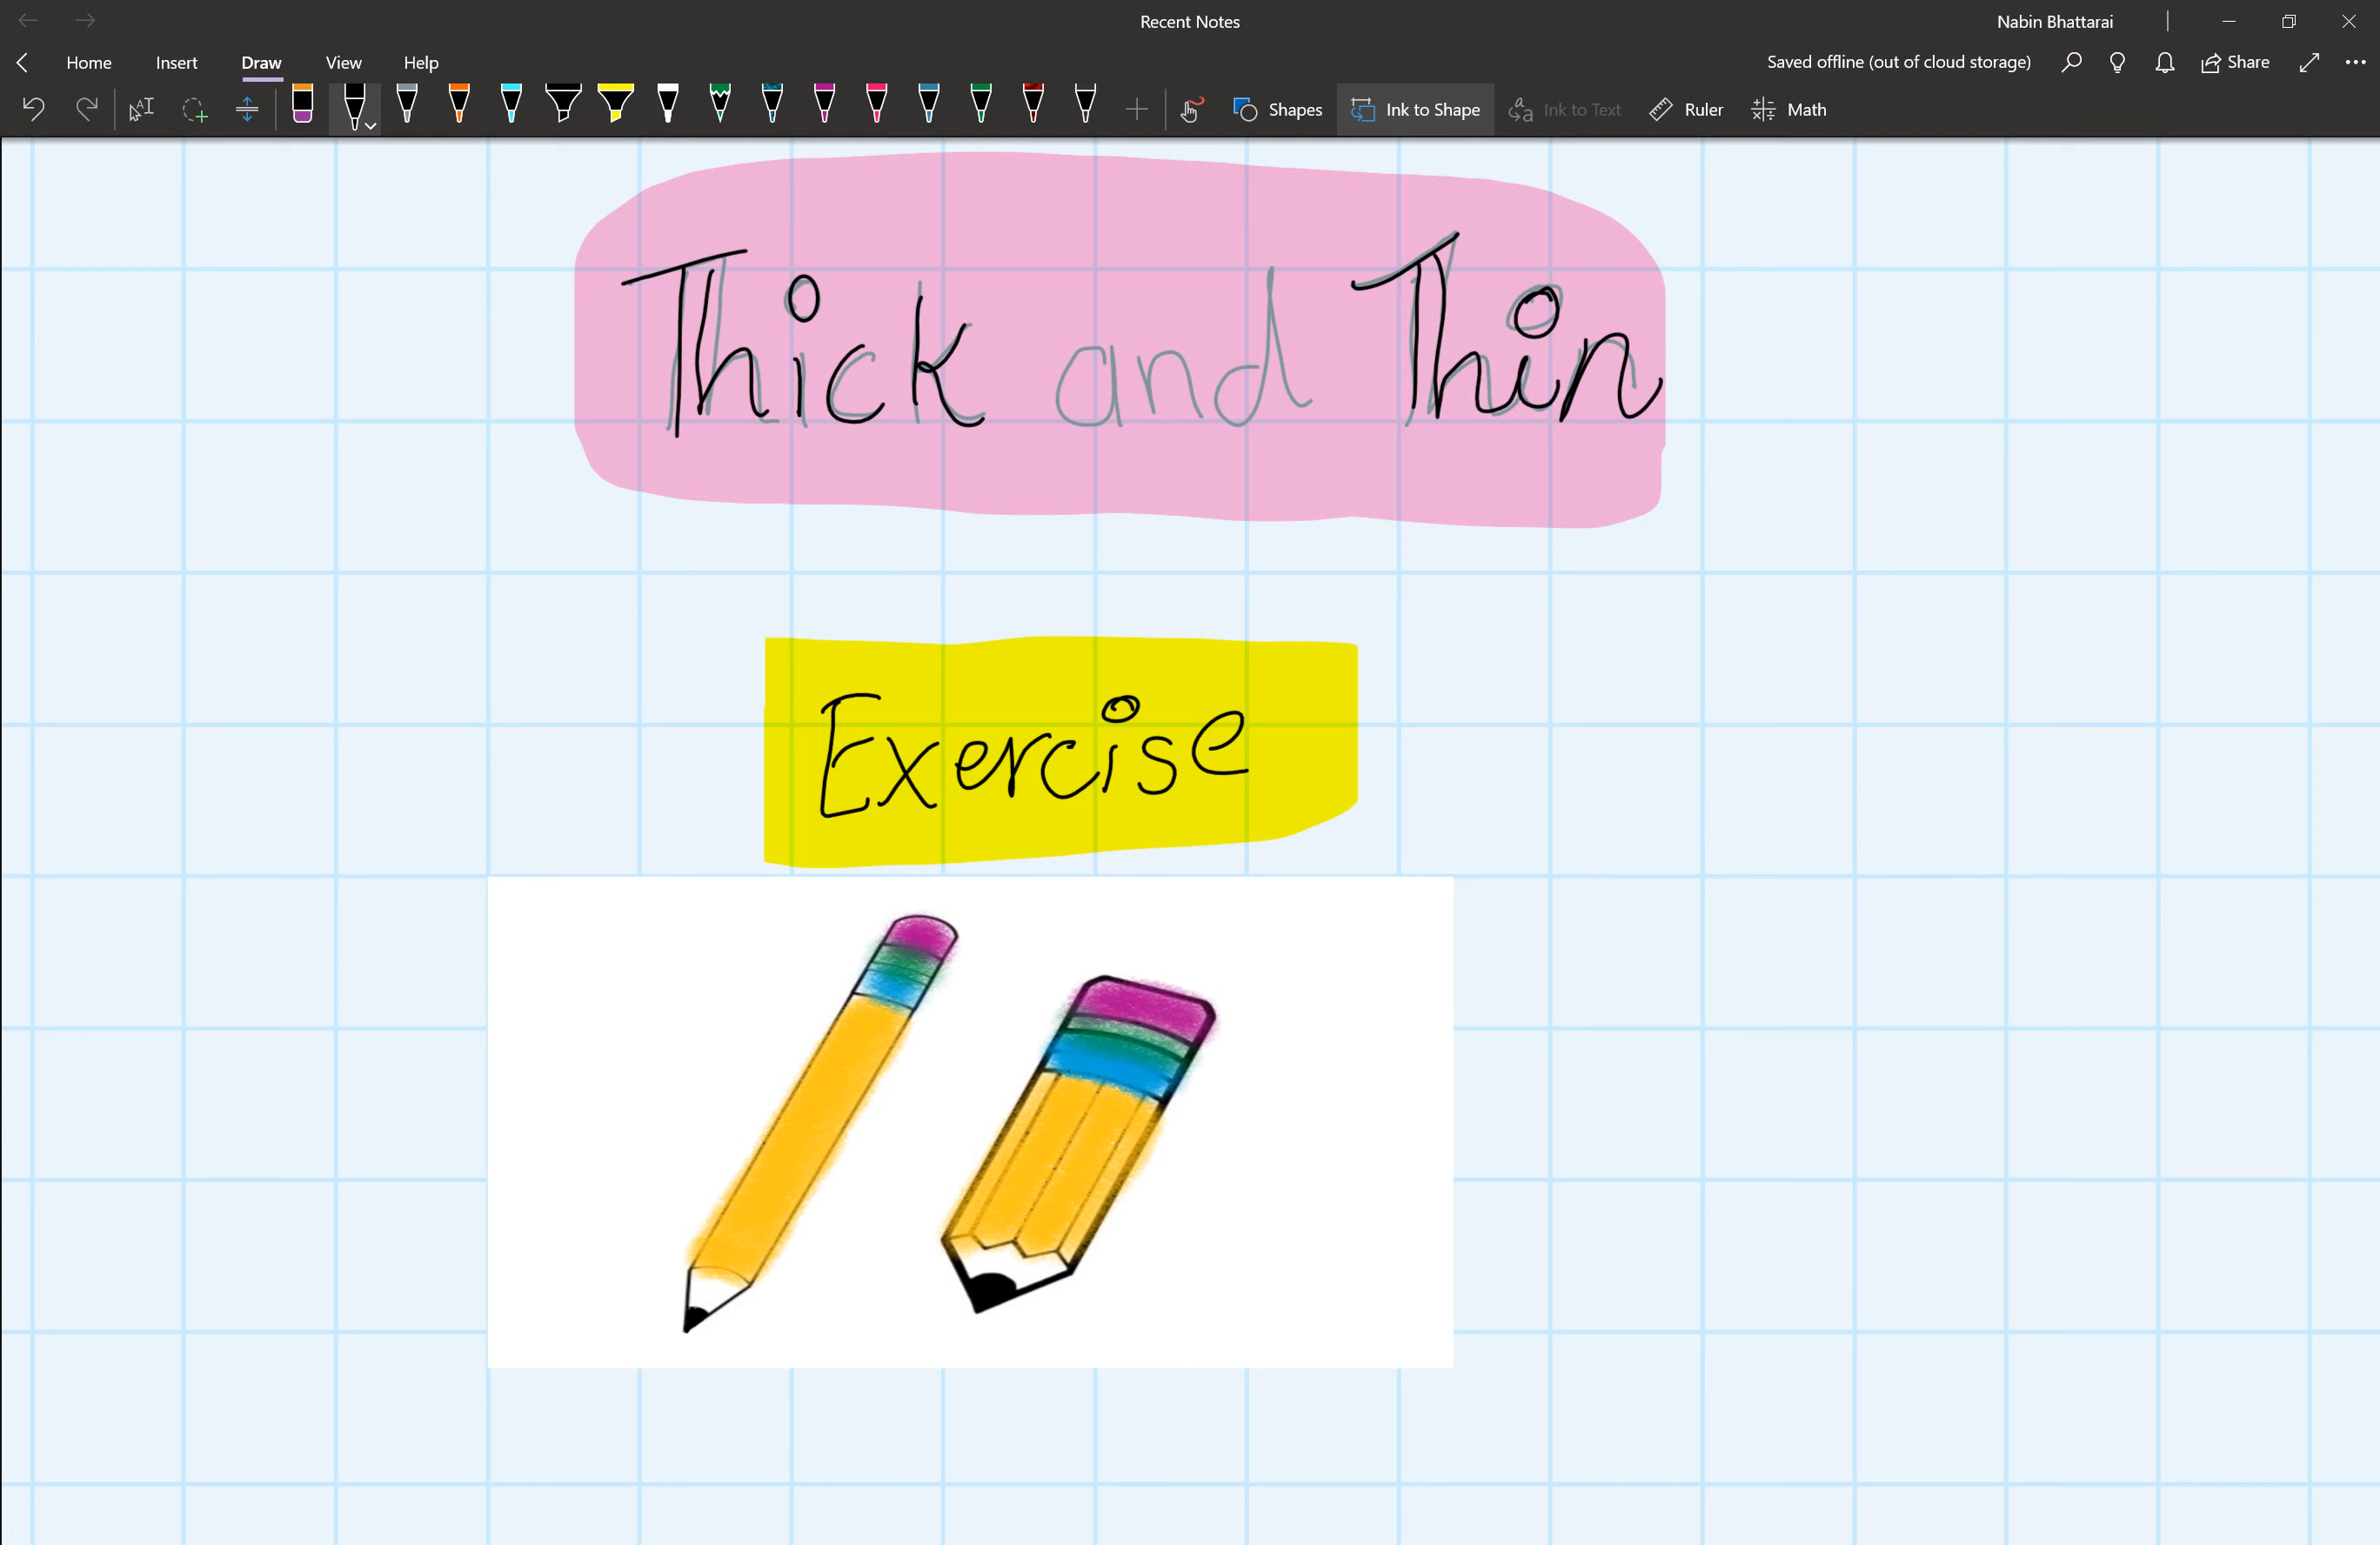 Recent Notes
Nabin Bhattarai
Home Insert Draw View Help
Saved offline (out of cloud storage)
Share
Shapes
Ink to Shape
Ink to Text
Ruler
Math
Thick and Thin
Exercise